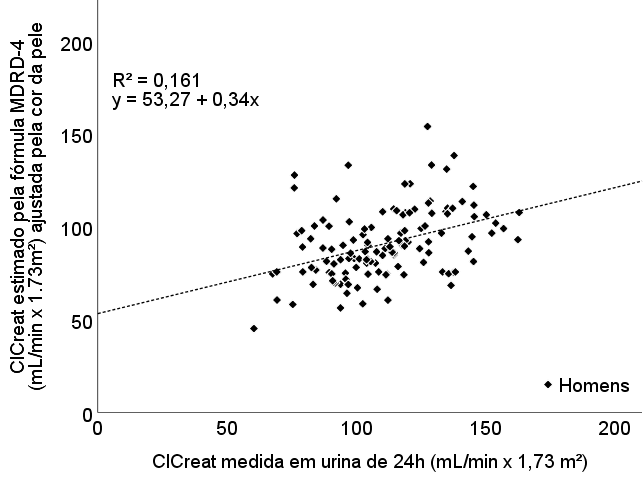 ClCreat estimado pela fórmula MDRD-4
(mL/min x 1.73m²) ajustada pela cor da pele
200
150
100
50
0
R² = 0,161
y = 53,27 + 0,34x
Homens
0 50 100 150 200
ClCreat medida em urina de 24h (mL/min x 1,73 m²)